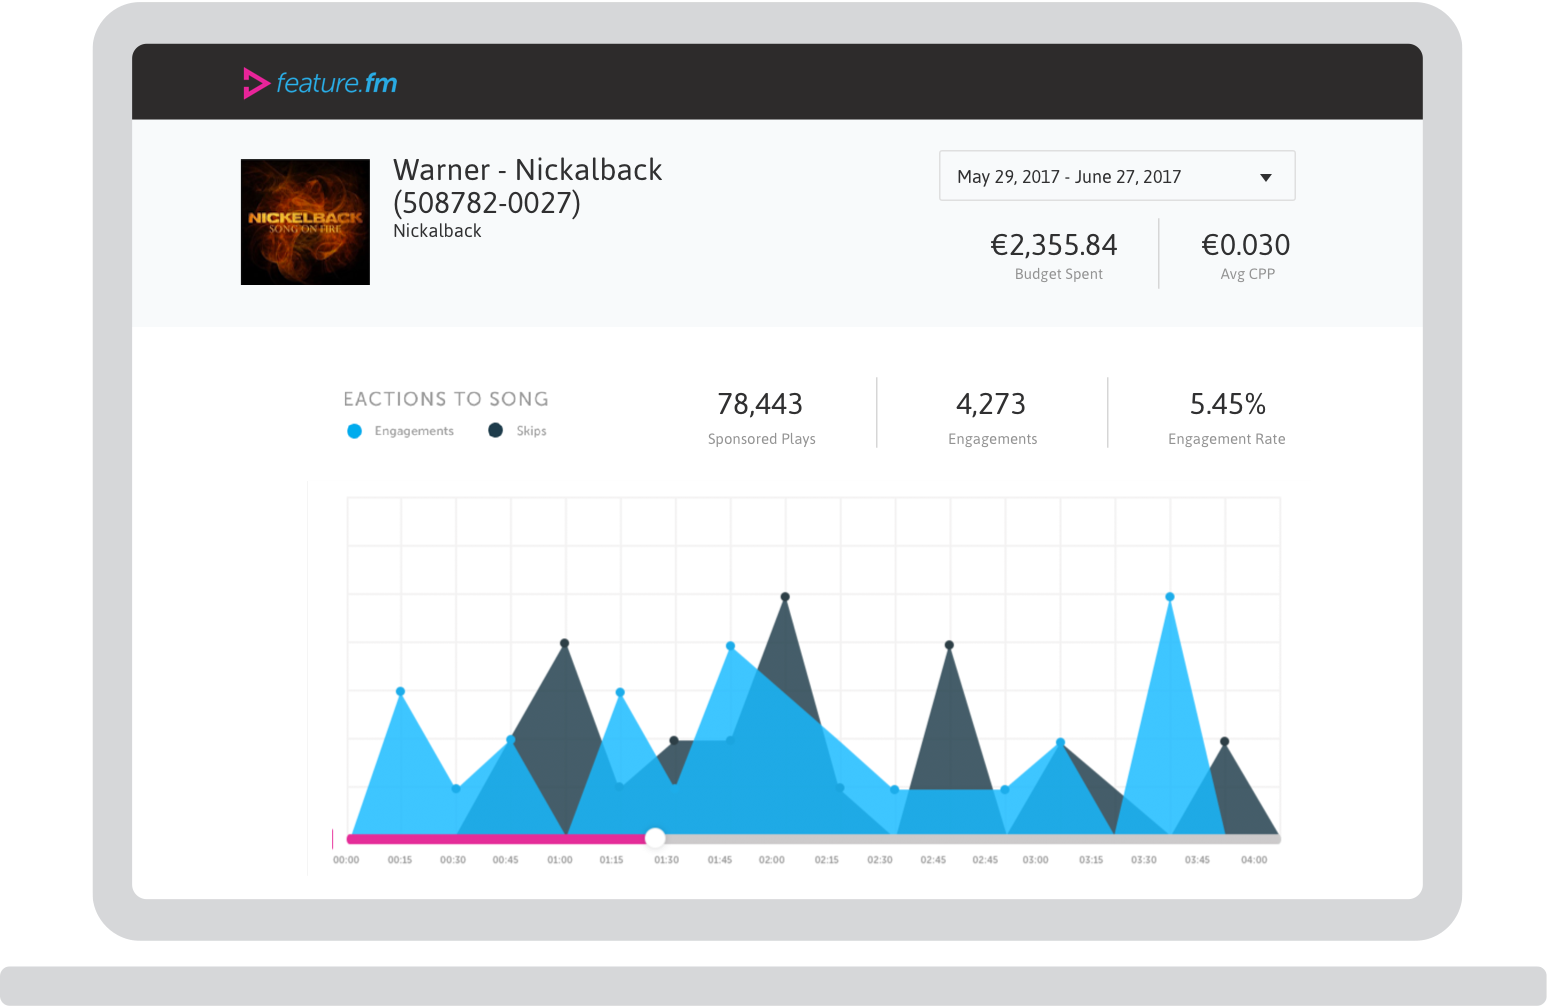 feature.fm
Warner - Nickalback
(508782-0027)
Nickalback
NICKELBACK
SONG ON FIRE
May 29, 2017 - June 27, 2017
€2,355.84
Budget Spent
€0.030
Avg CPP
EACTIONS TO SONG
Engagements Skips
78,443
Sponsored Plays
4,273
Engagements
5.45%
Engagement Rate
00:00 00:15 00:30 00:45 01:00 01:15 01:30 01:45 02:00 02:15 02:30 02:45 02:45 03:00 03:15 03:30 03:45 04:00